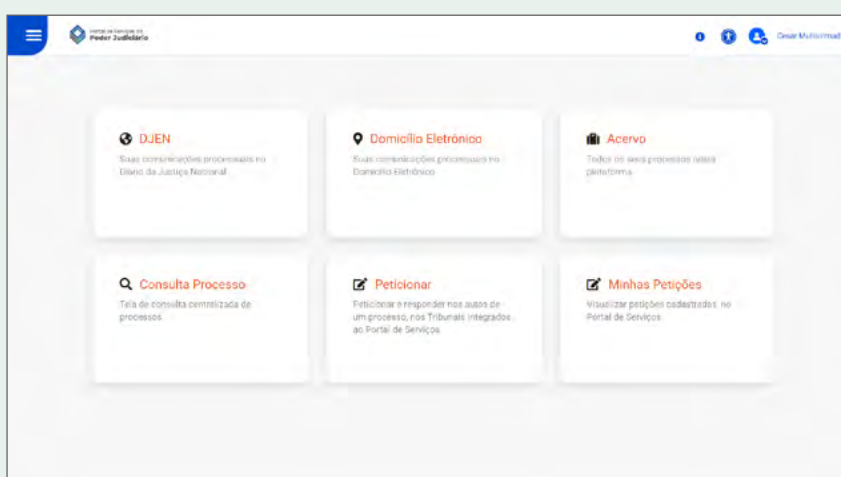 Portal de Serviços do
Poder Judiciário
Cesar
DJEN
Suas comunicações processuais no
Diário da Justiça Nacional
Domicílio Eletrônico
Suas comunicações processuais no
Domicílio Eletrônico
Acervo
Todos os seus processos nessa
plataforma
Consulta Processo
Tela de consulta centralizada de
processos
Peticionar
Peticionar e responder nos autos de
um processo, nos Tribunais integrados
ao Portal de Serviços
Minhas Petições
Visualizar petições cadastradas, no
Portal de Serviços